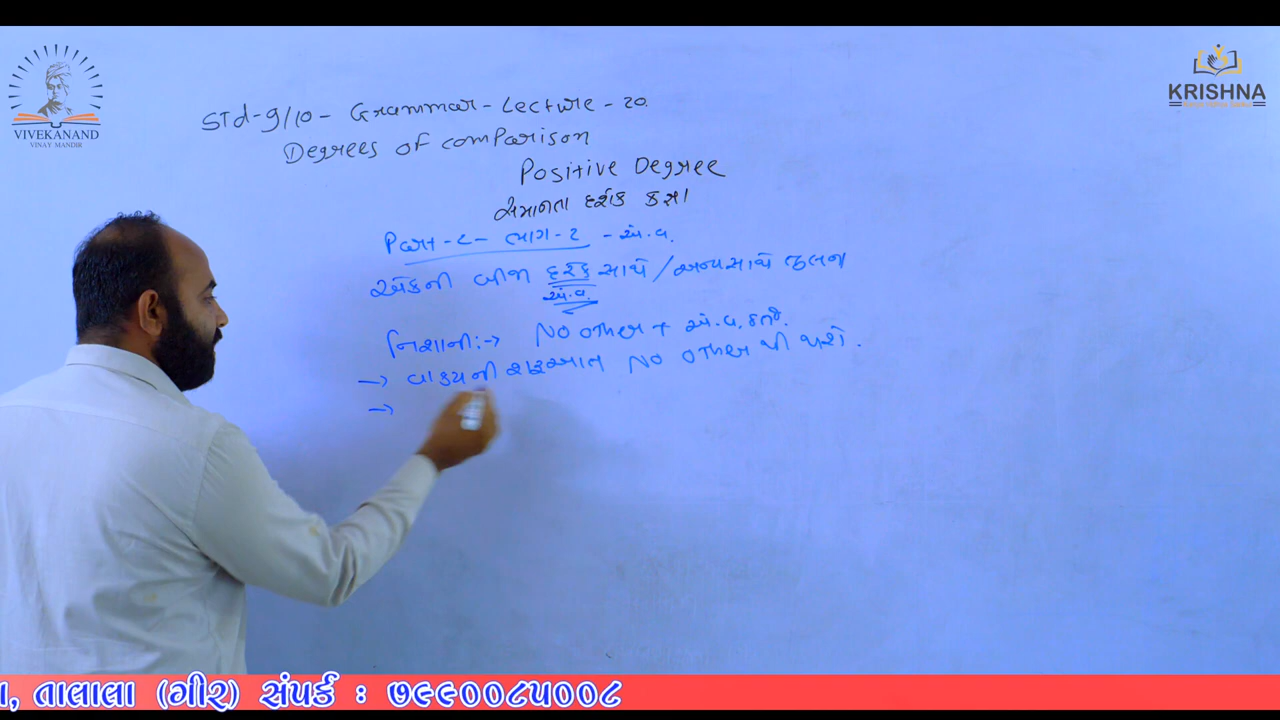 VIVEKANAND
VINAY MANDIR
KRISHNA
Std-9/10 - Grammar - Lecture - 20.
Degrees of comparison
Positive Degree
સમાનતા દર્શક કક્ષા
Part-2- ભાગ-2 - એ.વ.
એકની બીજા દરેક સાથે/અન્ય સાથે તુલના
એ.વ.
નિશાની:→ No other + એ.વ. કર્તા.
→ વાક્યની શરૂઆત No other થી થશે.
→
, તાલાલા (ગીર) સંપર્ક : ૭૯૯૦૦૮૫૦૦૮